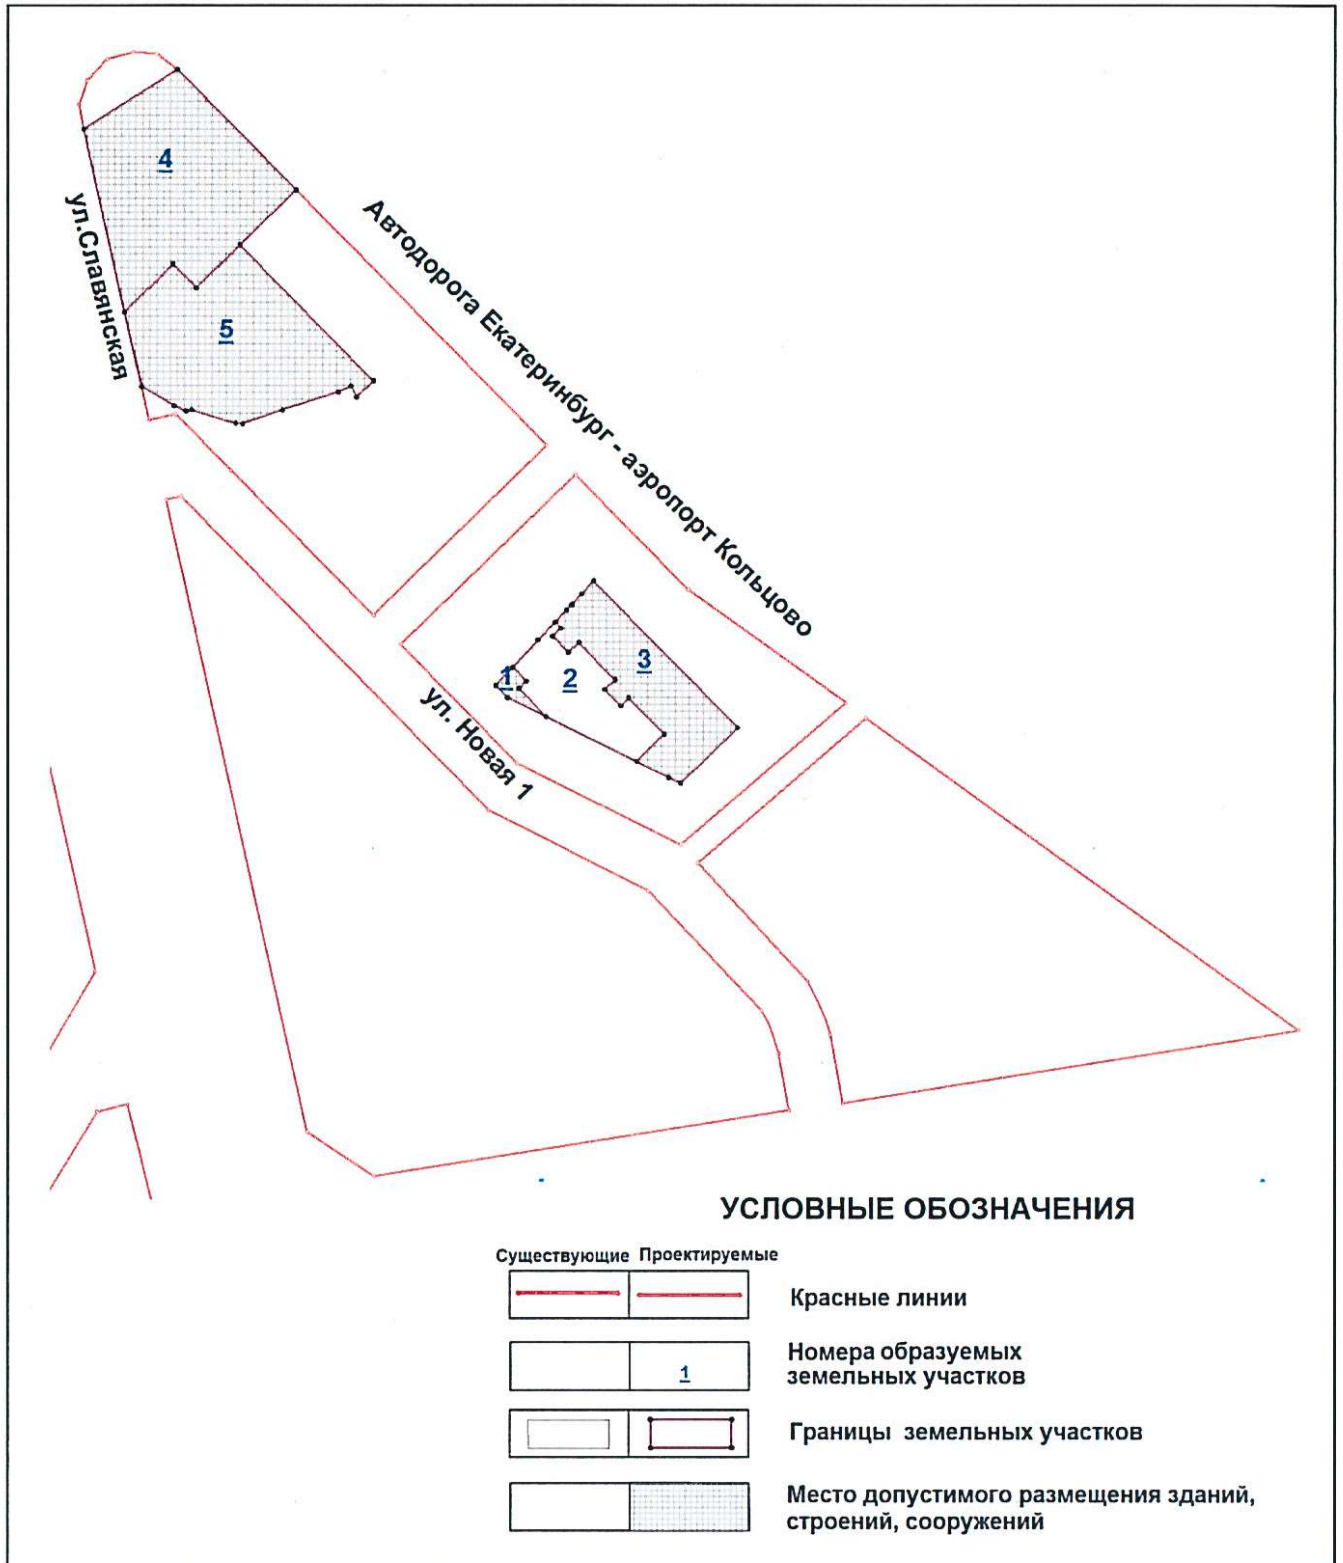 4
ул.Славянская
Автодорога Екатеринбург - аэропорт Кольцово
5
1
2
3
ул. Новая 1
УСЛОВНЫЕ ОБОЗНАЧЕНИЯ
Существующие Проектируемые
Красные линии
1
Номера образуемых
земельных участков
Границы земельных участков
Место допустимого размещения зданий,
строений, сооружений